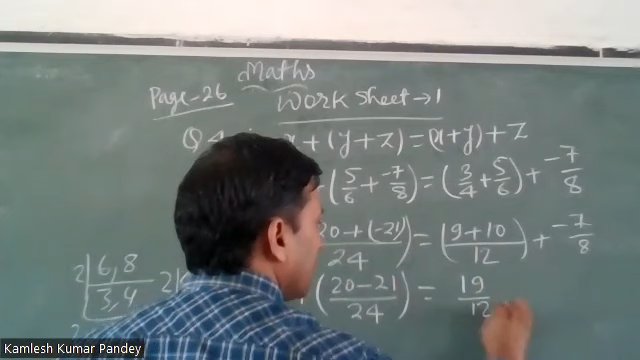 Maths
Page-26 Work Sheet→1
+(y+z)=(x+y)+z
(5/6 + -7/8) = (3/4 + 5/6) + -7/8
20+(-21)/24) = (9+10/12) + -7/8
2|6,8
3,4
(20-21/24) = 19/12
Kamlesh Kumar Pandey